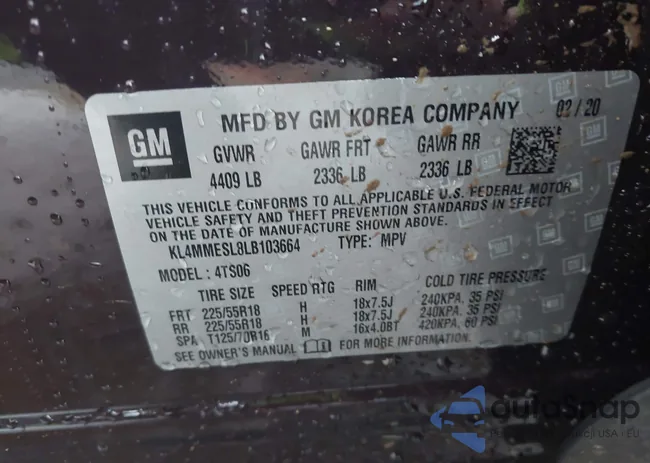 GM
MFD BY GM KOREA COMPANY 02/20
GVWR GAWR FRT GAWR RR
4409 LB 2336 LB 2336 LB
THIS VEHICLE CONFORMS TO ALL APPLICABLE U.S. FEDERAL MOTOR
VEHICLE SAFETY AND THEFT PREVENTION STANDARDS IN EFFECT
ON THE DATE OF MANUFACTURE SHOWN ABOVE.
KL4MMESL8LB103664 TYPE: MPV
MODEL: 4TS06
TIRE SIZE SPEED RTG RIM COLD TIRE PRESSURE
FRT 225/55R18 H 18x7.5J 240KPA, 35 PSI
RR 225/55R18 H 18x7.5J 240KPA, 35 PSI
SPA T125/70R16 M 16x4.0BT 420KPA, 60 PSI
SEE OWNER'S MANUAL FOR MORE INFORMATION.
autoSnap
USA i EU